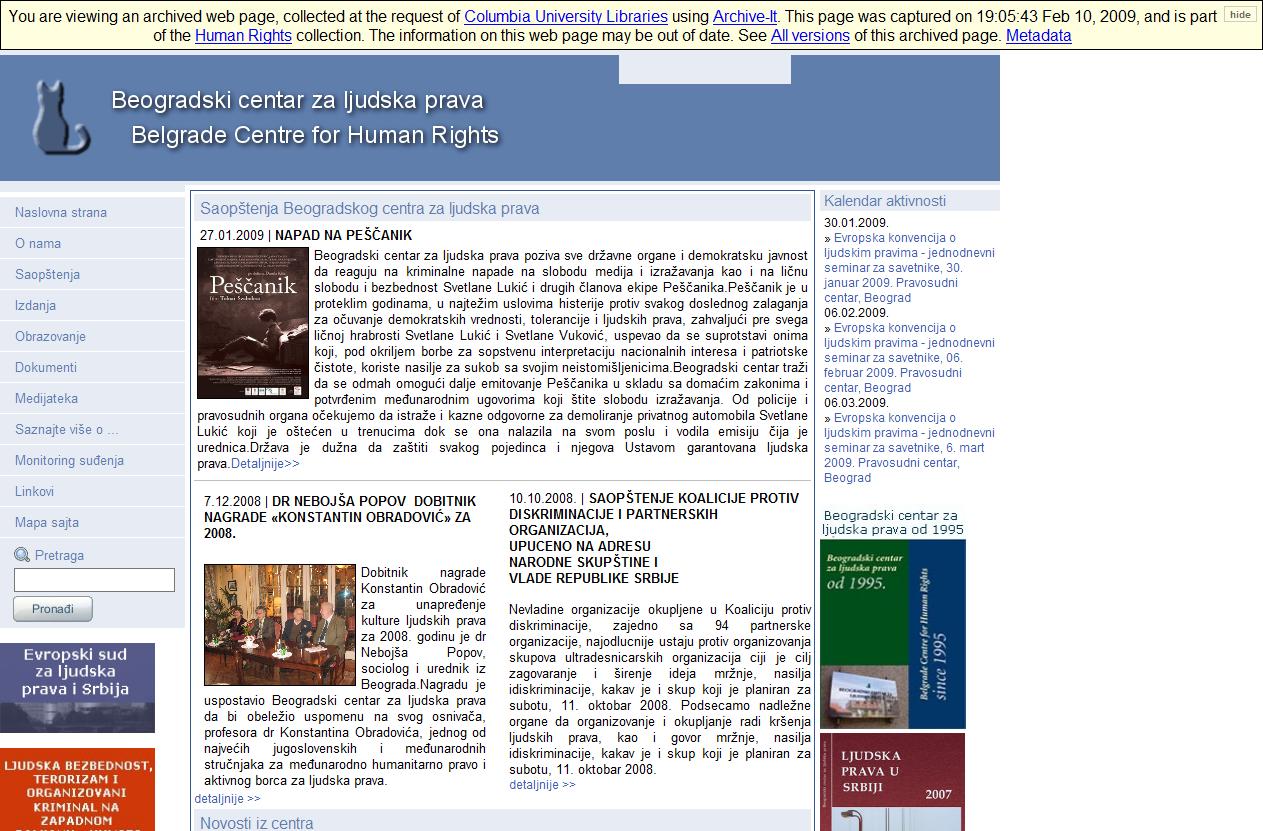 You are viewing an archived web page, collected at the request of Columbia University Libraries using Archive-It. This page was captured on 19:05:43 Feb 10, 2009, and is part
of the Human Rights collection. The information on this web page may be out of date. See All versions of this archived page. Metadata
hide
Beogradski centar za ljudska prava
Belgrade Centre for Human Rights
Naslovna strana
O nama
Saopštenja
Izdanja
Obrazovanje
Dokumenti
Medijateka
Saznajte više o ...
Monitoring suđenja
Linkovi
Mapa sajta
Pretraga
Pronađi
Evropski sud
za ljudska
prava i Srbija
LJUDSKA BEZBEDNOST,
TERORIZAM I
ORGANIZOVANI
KRIMINAL NA
ZAPADNOM
Saopštenja Beogradskog centra za ljudska prava
27.01.2009 | NAPAD NA PEŠČANIK
Peščanik
Beogradski centar za ljudska prava poziva sve državne organe i demokratsku javnost
da reaguju na kriminalne napade na slobodu medija i izražavanja kao i na ličnu
slobodu i bezbednost Svetlane Lukić i drugih članova ekipe Peščanika.Peščanik je u
proteklim godinama, u najtežim uslovima histerije protiv svakog doslednog zalaganja
za očuvanje demokratskih vrednosti, tolerancije i ljudskih prava, zahvaljući pre svega
ličnoj hrabrosti Svetlane Lukić i Svetlane Vuković, uspevao da se suprotstavi onima
koji, pod okriljem borbe za sopstvenu interpretaciju nacionalnih interesa i patriotske
čistote, koriste nasilje za sukob sa svojim neistomišljenicima.Beogradski centar traži
da se odmah omogući dalje emitovanje Peščanika u skladu sa domaćim zakonima i
potvrđenim međunarodnim ugovorima koji štite slobodu izražavanja. Od policije i
pravosudnih organa očekujemo da istraže i kazne odgovorne za demoliranje privatnog automobila Svetlane
Lukić koji je oštećen u trenucima dok se ona nalazila na svom poslu i vodila emisiju čija je
urednica.Država je dužna da zaštiti svakog pojedinca i njegova Ustavom garantovana ljudska
prava.Detaljnije>>
7.12.2008 | DR NEBOJŠA POPOV DOBITNIK
NAGRADE «KONSTANTIN OBRADOVIĆ» ZA
2008.
Dobitnik nagrade
Konstantin Obradović
za unapređenje
kulture ljudskih prava
za 2008. godinu je dr
Nebojša Popov,
sociolog i urednik iz
Beograda.Nagradu je
uspostavio Beogradski centar za ljudska prava
da bi obeležio uspomenu na svog osnivača,
profesora dr Konstantina Obradovića, jednog od
najvećih jugoslovenskih i međunarodnih
stručnjaka za međunarodno humanitarno pravo i
aktivnog borca za ljudska prava.
detaljnije >>
10.10.2008. | SAOPŠTENJE KOALICIJE PROTIV
DISKRIMINACIJE I PARTNERSKIH
ORGANIZACIJA,
UPUCENO NA ADRESU
NARODNE SKUPŠTINE I
VLADE REPUBLIKE SRBIJE
Nevladine organizacije okupljene u Koaliciju protiv
diskriminacije, zajedno sa 94 partnerske
organizacije, najodlucnije ustaju protiv organizovanja
skupova ultradesnicarskih organizacija ciji je cilj
zagovaranje i širenje ideja mržnje, nasilja
idiskriminacije, kakav je i skup koji je planiran za
subotu, 11. oktobar 2008. Podsecamo nadležne
organe da organizovanje i okupljanje radi kršenja
ljudskih prava, kao i govor mržnje, nasilja
idiskriminacije, kakav je i skup koji je planiran za
subotu, 11. oktobar 2008.
detaljnije >>
Novosti iz centra
Kalendar aktivnosti
30.01.2009.
» Evropska konvencija o
ljudskim pravima - jednodnevni
seminar za savetnike, 30.
januar 2009. Pravosudni
centar, Beograd
06.02.2009.
» Evropska konvencija o
ljudskim pravima - jednodnevni
seminar za savetnike, 06.
februar 2009. Pravosudni
centar, Beograd
06.03.2009.
» Evropska konvencija o
ljudskim pravima - jednodnevni
seminar za savetnike, 6. mart
2009. Pravosudni centar,
Beograd
Beogradski centar za
ljudska prava od 1995
Beogradski centar
za ljudska prava
od 1995.
Belgrade Centre for Human Rights
since 1995
LJUDSKA
PRAVA U
SRBIJI
2007